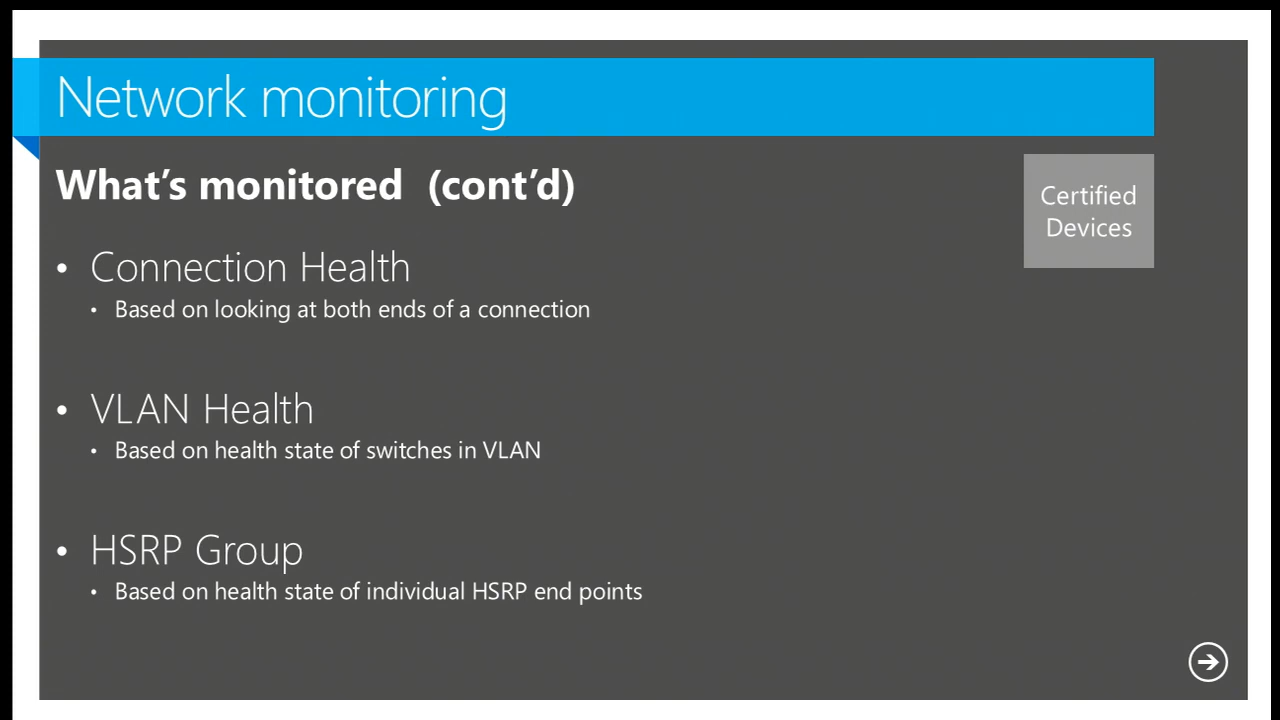 Network monitoring
What's monitored (cont'd)
Certified
Devices
• Connection Health
• Based on looking at both ends of a connection
• VLAN Health
• Based on health state of switches in VLAN
• HSRP Group
• Based on health state of individual HSRP end points